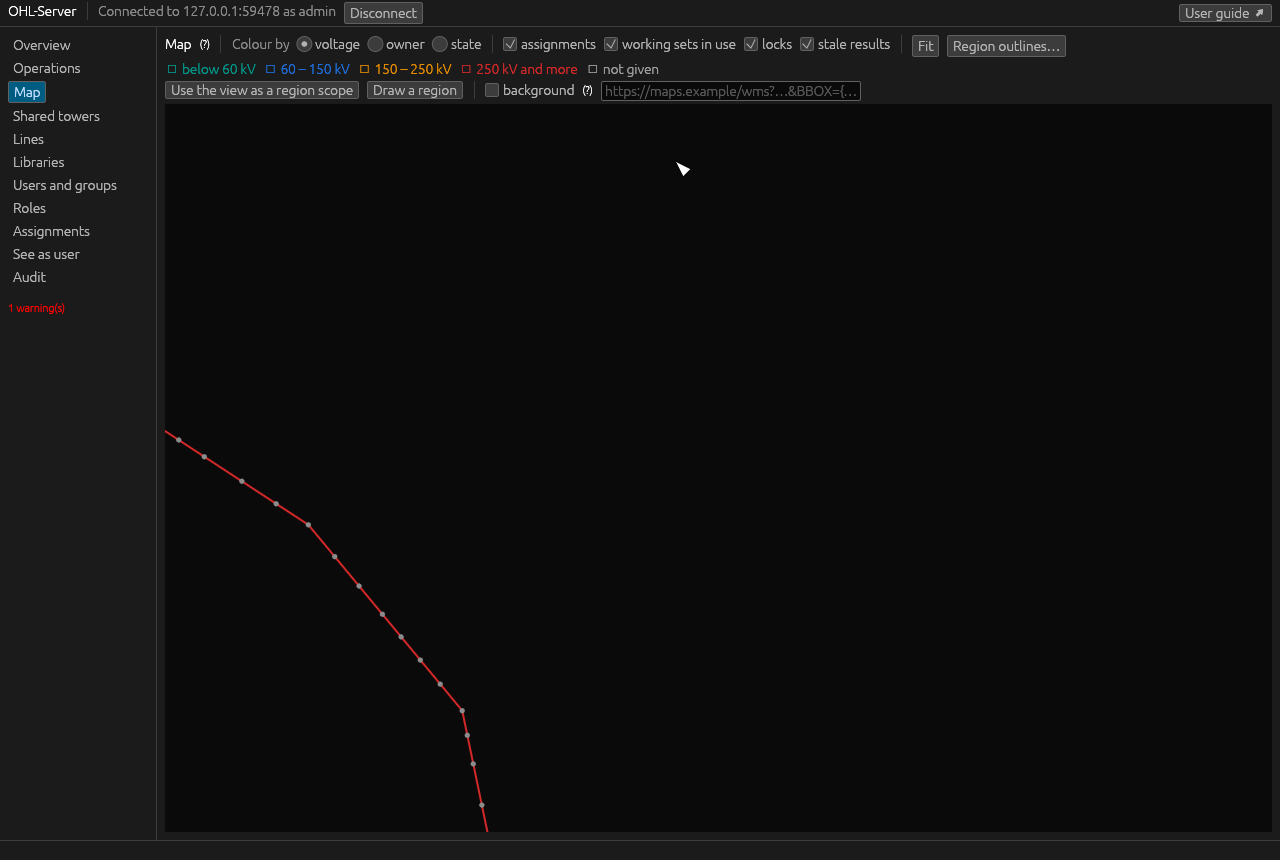 OHL-Server Connected to 127.0.0.1:59478 as admin Disconnect User guide ↗
Overview
Operations
Map
Shared towers
Lines
Libraries
Users and groups
Roles
Assignments
See as user
Audit
1 warning(s)
Map (?) Colour by voltage owner state assignments working sets in use locks stale results Fit Region outlines...
below 60 kV 60 – 150 kV 150 – 250 kV 250 kV and more not given
Use the view as a region scope Draw a region background (?) https://maps.example/wms?...&BBOX={...